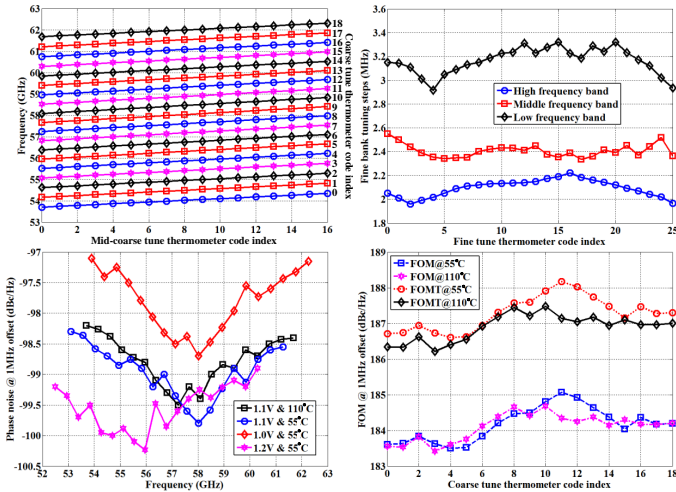 63
62
61
60
59
58
57
56
55
54
53
Frequency (GHz)
0 2 4 6 8 10 12 14 16
Mid-coarse tune thermometer code index
18
17
16
15
14
13
12
11
10
9
8
7
6
5
4
3
2
1
0
Coarse tune thermometer code index
3.6
3.4
3.2
3
2.8
2.6
2.4
2.2
2
1.8
Fine bank tuning steps (MHz)
High frequency band
Middle frequency band
Low frequency band
0 5 10 15 20 25
Fine tune thermometer code index
-97
-97.5
-98
-98.5
-99
-99.5
-100
-100.5
Phase noise @ 1MHz offset (dBc/Hz)
1.1V & 110°C
1.1V & 55°C
1.0V & 55°C
1.2V & 55°C
52 53 54 55 56 57 58 59 60 61 62 63
Frequency (GHz)
189
188
187
186
185
184
183
FOM @ 1MHz offset (dBc/Hz)
FOM@55°C
FOM@110°C
FOMT@55°C
FOMT@110°C
0 2 4 6 8 10 12 14 16 18
Coarse tune thermometer code index